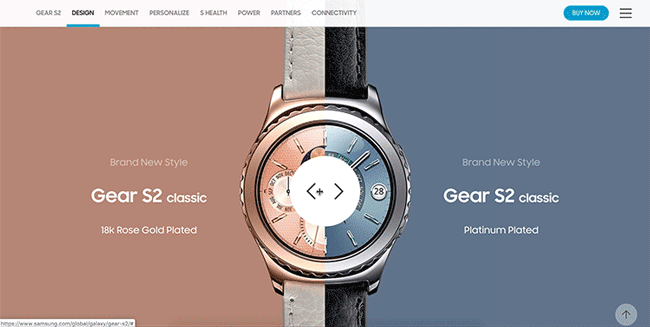 GEAR S2 DESIGN MOVEMENT PERSONALIZE S HEALTH POWER PARTNERS CONNECTIVITY BUY NOW
Brand New Style
Gear S2 classic
18k Rose Gold Plated
28
Brand New Style
Gear S2 classic
Platinum Plated
https://www.samsung.com/global/galaxy/gear-s2/#